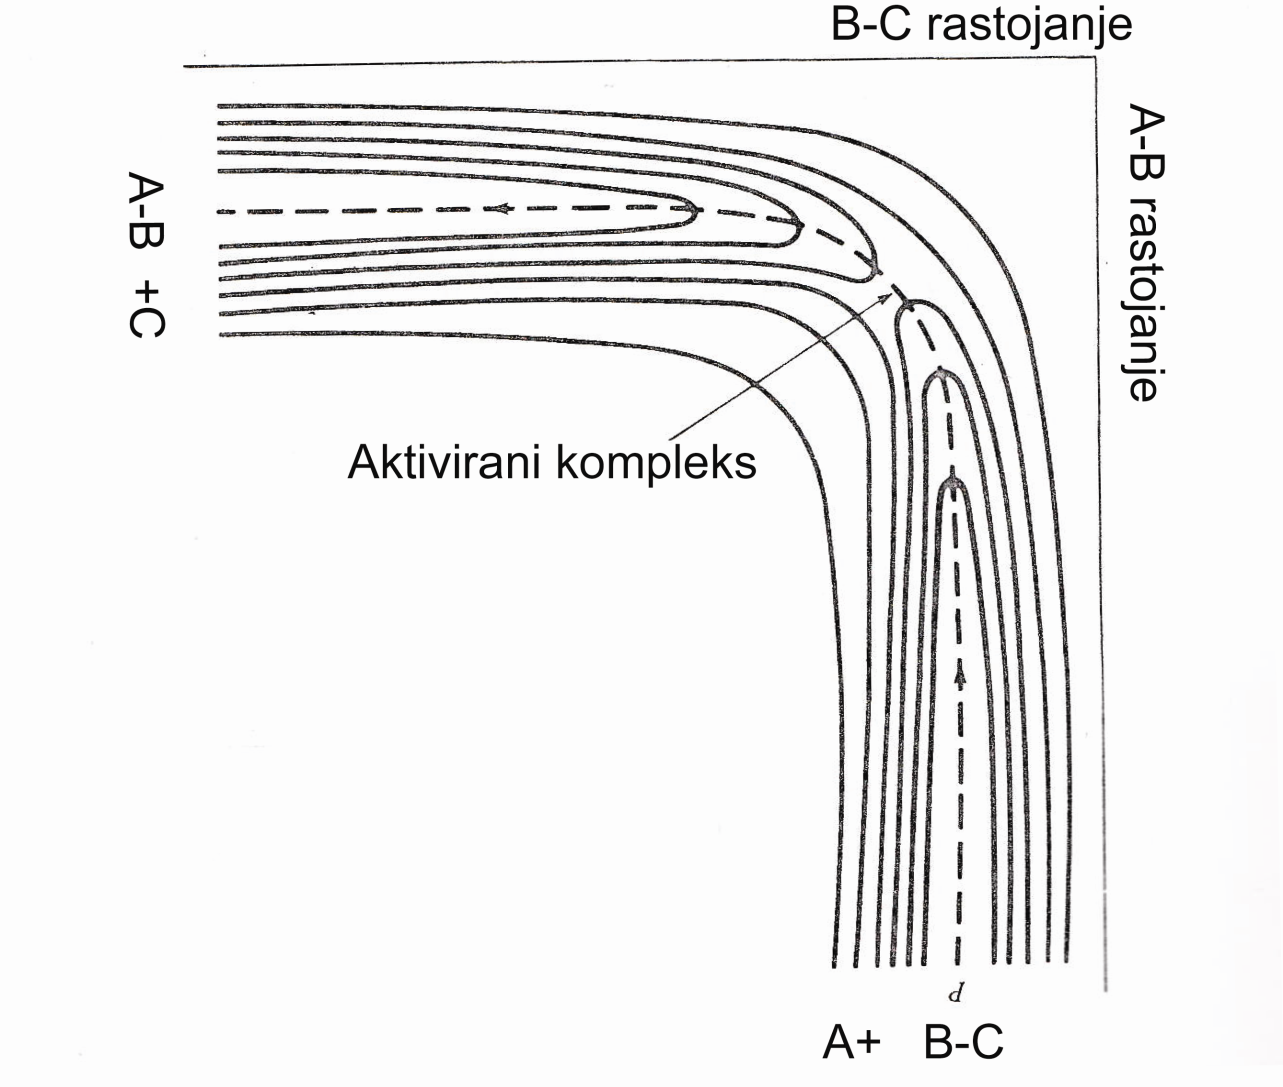 B-C rastojanje
A-B rastojanje
A-B +C
Aktivirani kompleks
d
A+ B-C